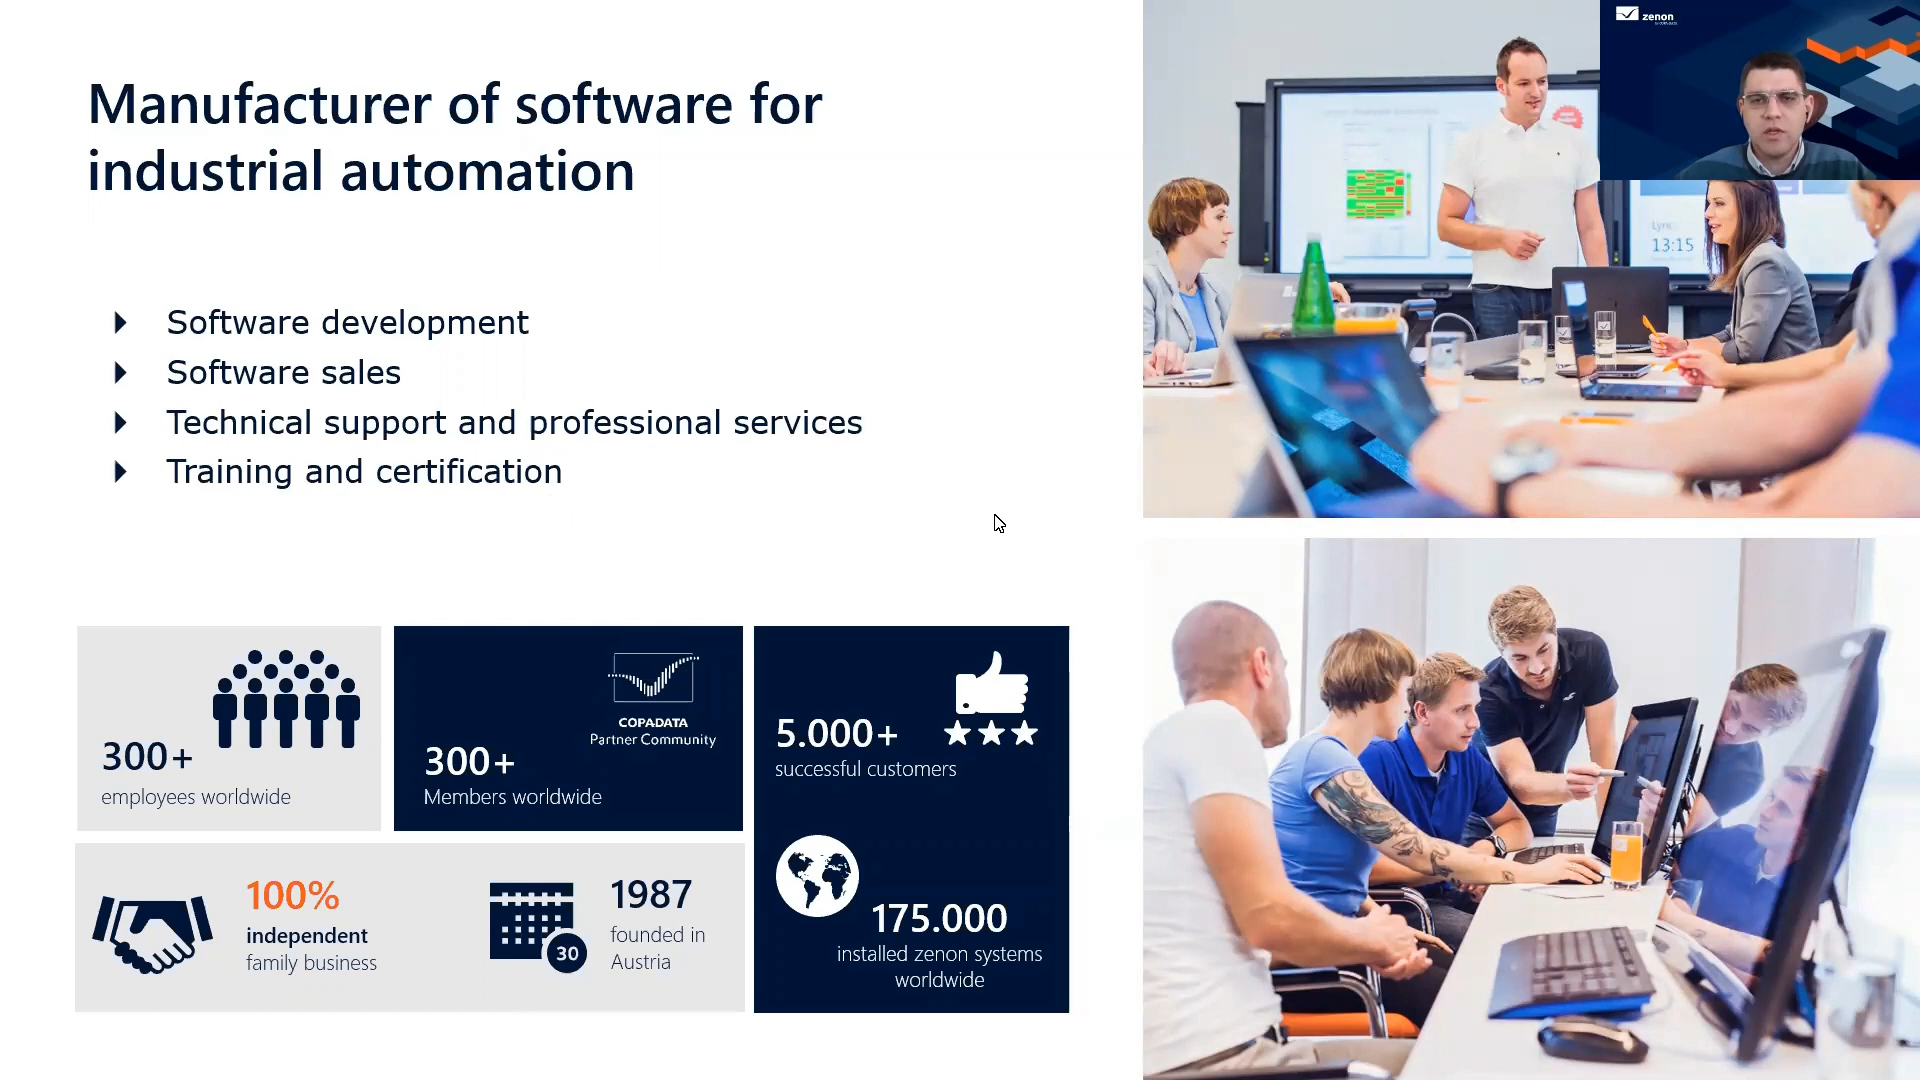 Manufacturer of software for
industrial automation
Software development
Software sales
Technical support and professional services
Training and certification
300+
employees worldwide
COPADATA
Partner Community
300+
Members worldwide
5.000+
successful customers
100%
independent
family business
30
1987
founded in
Austria
175.000
installed zenon systems
worldwide
zenon
Lync
13:15